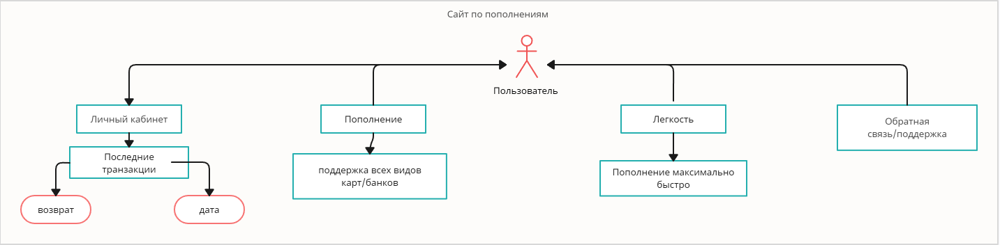 Сайт по пополнениям
Пользователь
Личный кабинет
Пополнение
Легкость
Обратная
связь/поддержка
Последние
транзакции
поддержка всех видов
карт/банков
Пополнение максимально
быстро
возврат
дата